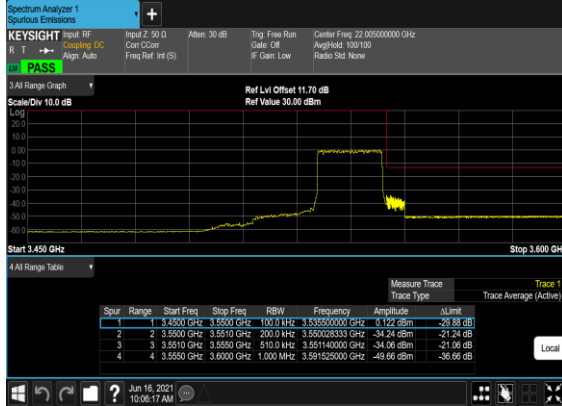 Spectrum Analyzer 1
Spurious Emissions
+
KEYSIGHT Input: RF Input Z: 50 Ω Atten: 30 dB Trig: Free Run Center Freq: 22.005000000 GHz
R T Coupling: DC Corr CCorr Gate: Off Avg|Hold: 100/100
Align: Auto Freq Ref: Int (S) IF Gain: Low Radio Std: None
PASS
3 All Range Graph Ref Lvl Offset 11.70 dB
Scale/Div 10.0 dB Ref Value 30.00 dBm
Log
20.0
10.0
0.00
-10.0
-20.0
-30.0
-40.0
-50.0
-60.0
Start 3.450 GHz Stop 3.600 GH
4 All Range Table
Measure Trace Trace 1
Trace Type Trace Average (Active)
Spur Range Start Freq Stop Freq RBW Frequency Amplitude ΔLimit
1 1 3.4500 GHz 3.5500 GHz 100.0 kHz 3.535500000 GHz 0.122 dBm -29.88 dB
2 2 3.5500 GHz 3.5510 GHz 200.0 kHz 3.550028333 GHz -34.24 dBm -21.24 dB
3 3 3.5510 GHz 3.5550 GHz 510.0 kHz 3.551140000 GHz -34.06 dBm -21.06 dB
4 4 3.5550 GHz 3.6000 GHz 1.000 MHz 3.591525000 GHz -49.66 dBm -36.66 dB
Local
? Jun 16, 2021
10:06:17 AM